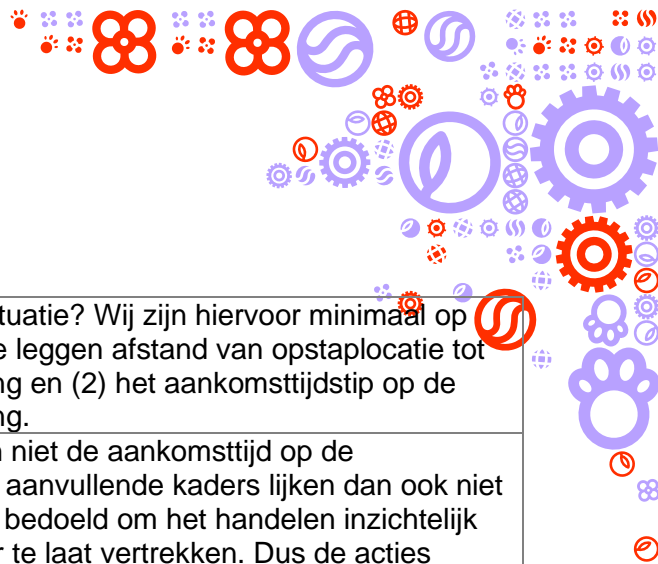 tuatie? Wij zijn hiervoor minimaal op
e leggen afstand van opstaplocatie tot
ng en (2) het aankomsttijdstip op de
ng.
n niet de aankomsttijd op de
aanvullende kaders lijken dan ook niet
bedoeld om het handelen inzichtelijk
r te laat vertrekken. Dus de acties